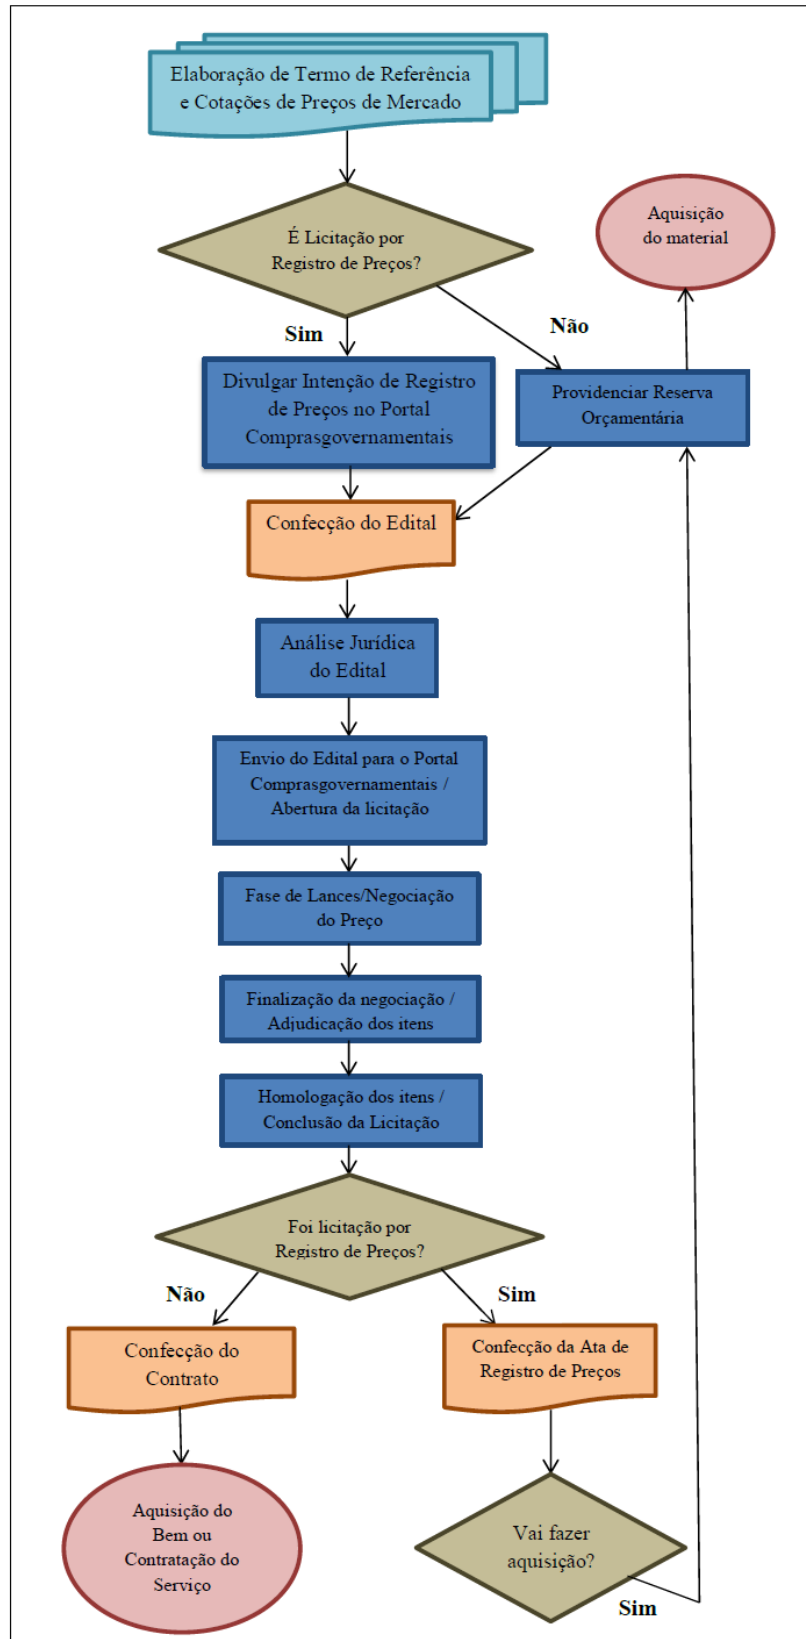 Elaboração de Termo de Referência
e Cotações de Preços de Mercado
É Licitação por
Registro de Preços?
Aquisição
do material
Sim
Não
Divulgar Intenção de Registro
de Preços no Portal
Comprasgovernamentais
Providenciar Reserva
Orçamentária
Confecção do Edital
Análise Jurídica
do Edital
Envio do Edital para o Portal
Comprasgovernamentais /
Abertura da licitação
Fase de Lances/Negociação
do Preço
Finalização da negociação /
Adjudicação dos itens
Homologação dos itens /
Conclusão da Licitação
Foi licitação por
Registro de Preços?
Não
Sim
Confecção do
Contrato
Confecção da Ata de
Registro de Preços
Aquisição do
Bem ou
Contratação do
Serviço
Vai fazer
aquisição?
Sim